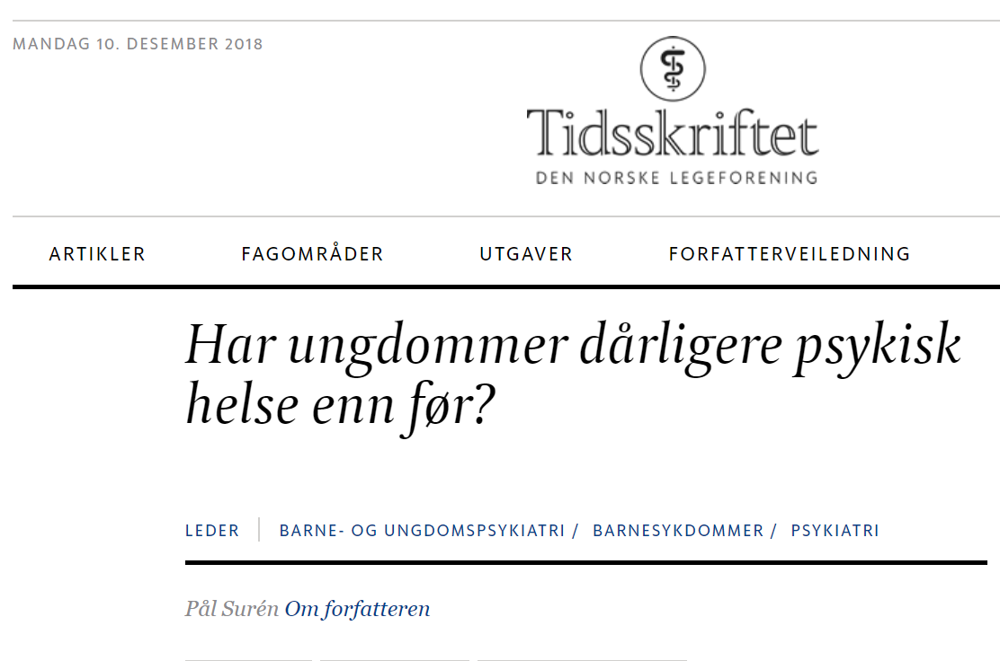 MANDAG 10. DESEMBER 2018
Tidsskriftet
DEN NORSKE LEGEFORENING
ARTIKLER FAGOMRÅDER UTGAVER FORFATTERVEILEDNING
Har ungdommer dårligere psykisk
helse enn før?
LEDER BARNE- OG UNGDOMSPSYKIATRI / BARNESYKDOMMER / PSYKIATRI
Pål Surén Om forfatteren